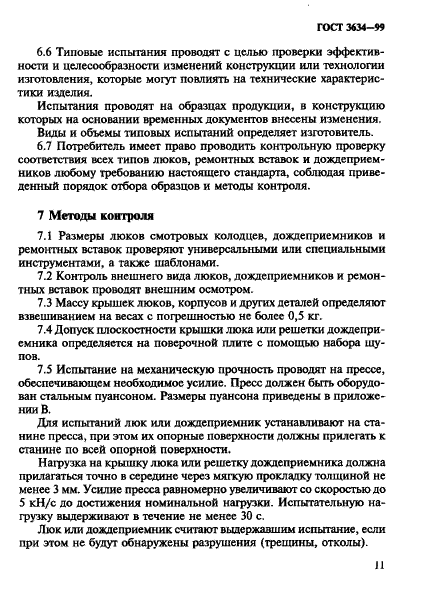 ГОСТ 3634—99
6.6 Типовые испытания проводят с целью проверки эффектив-
ности и целесообразности изменений конструкции или технологии
изготовления, которые могут повлиять на технические характерис-
тики изделия.
Испытания проводят на образцах продукции, в конструкцию
которых на основании временных документов внесены изменения.
Виды и объемы типовых испытаний определяет изготовитель.
6.7 Потребитель имеет право проводить контрольную проверку
соответствия всех типов люков, ремонтных вставок и дождеприем-
ников любому требованию настоящего стандарта, соблюдая приве-
денный порядок отбора образцов и методы контроля.
7 Методы контроля
7.1 Размеры люков смотровых колодцев, дождеприемников и
ремонтных вставок проверяют универсальными или специальными
инструментами, а также шаблонами.
7.2 Контроль внешнего вида люков, дождеприемников и ремон-
тных вставок проводят внешним осмотром.
7.3 Массу крышек люков, корпусов и других деталей определяют
взвешиванием на весах с погрешностью не более 0,5 кг.
7.4 Допуск плоскостности крышки люка или решетки дождепри-
емника определяется на поверочной плите с помощью набора щу-
пов.
7.5 Испытание на механическую прочность проводят на прессе,
обеспечивающем необходимое усилие. Пресс должен быть оборудо-
ван стальным пуансоном. Размеры пуансона приведены в приложе-
нии В.
Для испытаний люк или дождеприемник устанавливают на ста-
нине пресса, при этом их опорные поверхности должны прилегать к
станине по всей опорной поверхности.
Нагрузка на крышку люка или решетку дождеприемника должна
прилагаться точно в середине через мягкую прокладку толщиной не
менее 3 мм. Усилие пресса равномерно увеличивают со скоростью до
5 кН/с до достижения номинальной нагрузки. Испытательную на-
грузку выдерживают в течение не менее 30 с.
Люк или дождеприемник считают выдержавшим испытание, если
при этом не будут обнаружены разрушения (трещины, отколы).
11